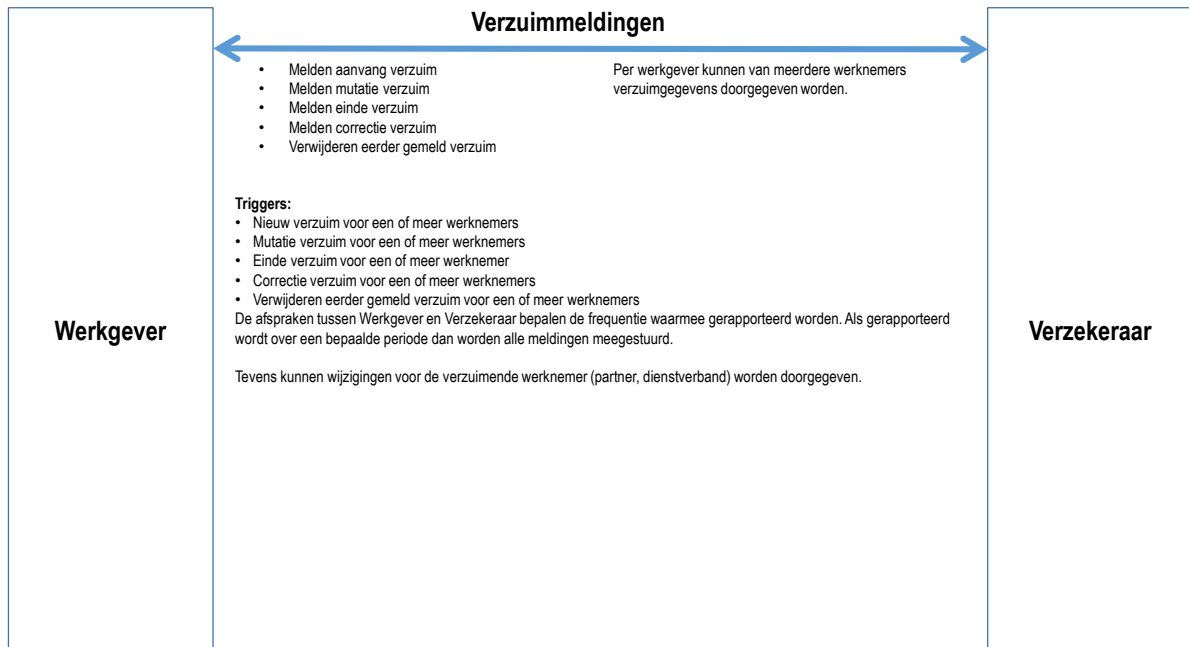 Verzuimmeldingen
• Melden aanvang verzuim
• Melden mutatie verzuim
• Melden einde verzuim
• Melden correctie verzuim
• Verwijderen eerder gemeld verzuim
Per werkgever kunnen van meerdere werknemers
verzuimgegevens doorgegeven worden.
Triggers:
• Nieuw verzuim voor een of meer werknemers
• Mutatie verzuim voor een of meer werknemers
• Einde verzuim voor een of meer werknemer
• Correctie verzuim voor een of meer werknemers
• Verwijderen eerder gemeld verzuim voor een of meer werknemers
De afspraken tussen Werkgever en Verzekeraar bepalen de frequentie waarmee gerapporteerd worden. Als gerapporteerd
wordt over een bepaalde periode dan worden alle meldingen meegestuurd.
Tevens kunnen wijzigingen voor de verzuimende werknemer (partner, dienstverband) worden doorgegeven.
Werkgever
Verzekeraar